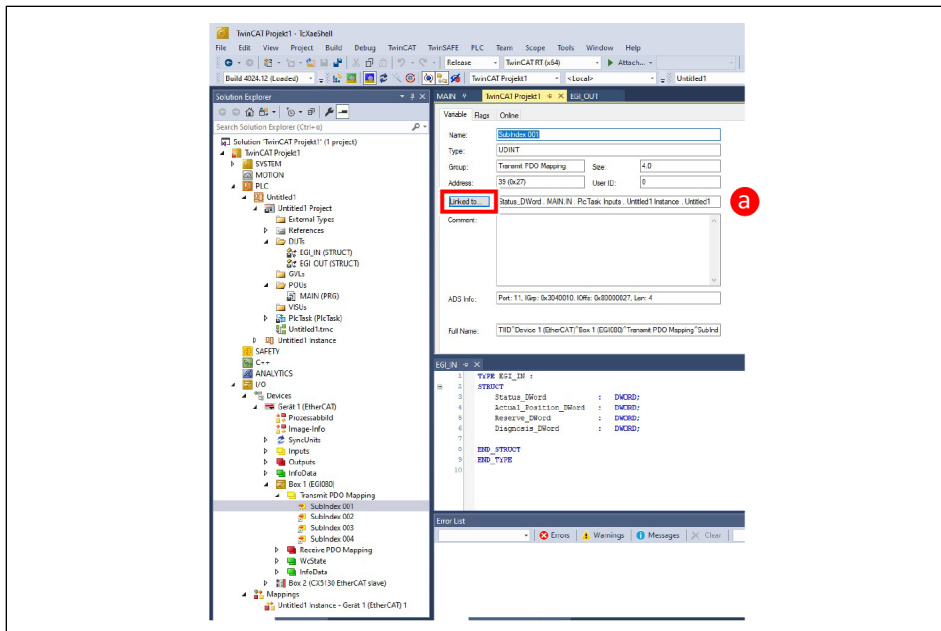 TwinCAT Projekt1 - TcXaeShell
File Edit View Project Build Debug TwinCAT TwinSAFE PLC Team Scope Tools Window Help
Release TwinCAT RT (x64) Attach...
Build 4024.12 (Loaded) TwinCAT Projekt1 <Local> Untitled1
Solution Explorer
Search Solution Explorer (Ctrl+ü)
Solution 'TwinCAT Projekt1' (1 project)
TwinCAT Projekt1
SYSTEM
MOTION
PLC
Untitled1
Untitled1 Project
External Types
References
DUTs
EGI_IN (STRUCT)
EGI_OUT (STRUCT)
GVLs
POUs
MAIN (PRG)
VISUs
PlcTask (PlcTask)
Untitled1.tmc
Untitled1 Instance
SAFETY
C++
ANALYTICS
I/O
Devices
Gerät 1 (EtherCAT)
Prozessabbild
Image-Info
SyncUnits
Inputs
Outputs
InfoData
Box 1 (EGI080)
Transmit PDO Mapping
SubIndex 001
SubIndex 002
SubIndex 003
SubIndex 004
Receive PDO Mapping
WcState
InfoData
Box 2 (CX5130 EtherCAT slave)
Mappings
Untitled1 Instance - Gerät 1 (EtherCAT) 1
MAIN TwinCAT Projekt1 EGI_OUT
Variable Flags Online
Name: SubIndex 001
Type: UDINT
Group: Transmit PDO Mapping Size: 4.0
Address: 39 (0x27) User ID: 0
Linked to... Status_DWord . MAIN.IN . PlcTask Inputs . Untitled1 Instance . Untitled1
a
Comment:
ADS Info: Port: 11, IGrp: 0x3040010, IOffs: 0x80000027, Len: 4
Full Name: TIID^Device 1 (EtherCAT)^Box 1 (EGI080)^Transmit PDO Mapping^SubInd
EGI_IN
1 TYPE EGI_IN :
2 STRUCT
3 Status_DWord : DWORD;
4 Actual_Position_DWord : DWORD;
5 Reserve_DWord : DWORD;
6 Diagnosis_DWord : DWORD;
7
8 END_STRUCT
9 END_TYPE
10
Error List
Errors Warnings Messages Clear